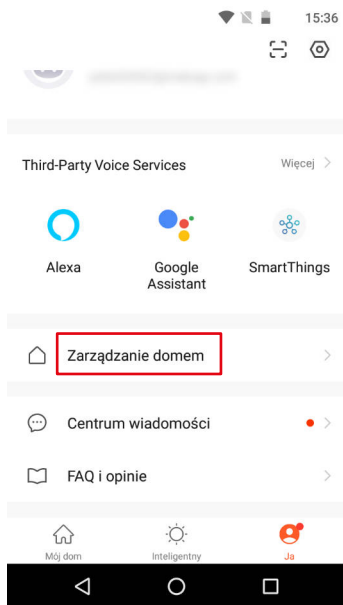 15:36
Third-Party Voice Services
Więcej
Alexa
Google
Assistant
SmartThings
Zarządzanie domem
Centrum wiadomości
FAQ i opinie
Mój dom
Inteligentny
Ja